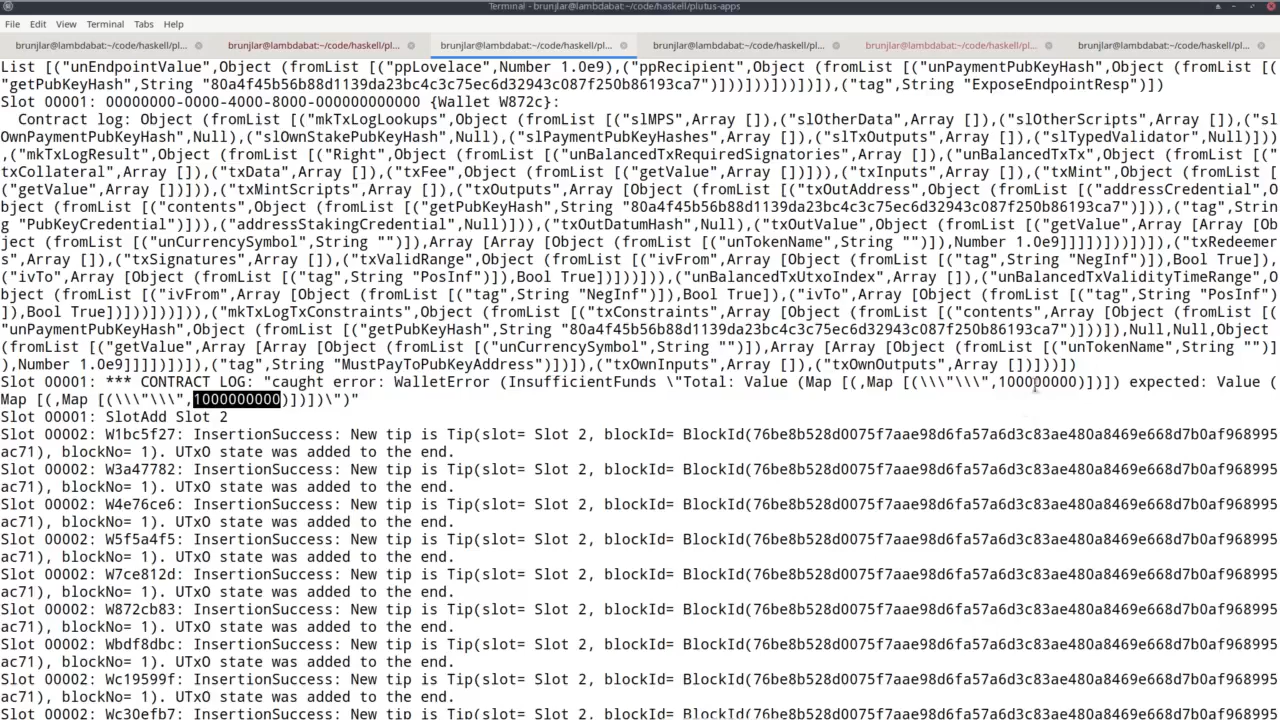 Terminal - brunjlar@lambdabat:~/code/haskell/plutus-apps
File Edit View Terminal Tabs Help
brunjlar@lambdabat:~/code/haskell/pl... brunjlar@lambdabat:~/code/haskell/pl... brunjlar@lambdabat:~/code/haskell/pl... brunjlar@lambdabat:~/code/haskell/pl... brunjlar@lambdabat:~/code/haskell/pl... brunjlar@lambdabat:~/code/haskell/pl...
List [("unEndpointValue",Object (fromList [("ppLovelace",Number 1.0e9),("ppRecipient",Object (fromList [("unPaymentPubKeyHash",Object (fromList [(
"getPubKeyHash",String "80a4f45b56b88d1139da23bc4c3c75ec6d32943c087f250b86193ca7")]))]))]))])]),("tag",String "ExposeEndpointResp")])
Slot 00001: 00000000-0000-4000-8000-000000000000 {Wallet W872c}:
Contract log: Object (fromList [("mkTxLogLookups",Object (fromList [("slMPS",Array []),("slOtherData",Array []),("slOtherScripts",Array []),("sl
OwnPaymentPubKeyHash",Null),("slOwnStakePubKeyHash",Null),("slPaymentPubKeyHashes",Array []),("slTxOutputs",Array []),("slTypedValidator",Null)]))
,("mkTxLogResult",Object (fromList [("Right",Object (fromList [("unBalancedTxRequiredSignatories",Array []),("unBalancedTxTx",Object (fromList [("
txCollateral",Array []),("txData",Array []),("txFee",Object (fromList [("getValue",Array [])])),("txInputs",Array []),("txMint",Object (fromList [
("getValue",Array [])])),("txMintScripts",Array []),("txOutputs",Array [Object (fromList [("txOutAddress",Object (fromList [("addressCredential",O
bject (fromList [("contents",Object (fromList [("getPubKeyHash",String "80a4f45b56b88d1139da23bc4c3c75ec6d32943c087f250b86193ca7")])),("tag",Strin
g "PubKeyCredential")])),("addressStakingCredential",Null)])),("txOutDatumHash",Null),("txOutValue",Object (fromList [("getValue",Array [Array [Ob
ject (fromList [("unCurrencySymbol",String "")]),Array [Array [Object (fromList [("unTokenName",String "")]),Number 1.0e9]]]])]))])]),("txRedeemer
s",Array []),("txSignatures",Array []),("txValidRange",Object (fromList [("ivFrom",Array [Object (fromList [("tag",String "NegInf")]),Bool True]),
("ivTo",Array [Object (fromList [("tag",String "PosInf")]),Bool True])]))])),("unBalancedTxUtxoIndex",Array []),("unBalancedTxValidityTimeRange",O
bject (fromList [("ivFrom",Array [Object (fromList [("tag",String "NegInf")]),Bool True]),("ivTo",Array [Object (fromList [("tag",String "PosInf")
]),Bool True])]))]))])),("mkTxLogTxConstraints",Object (fromList [("txConstraints",Array [Object (fromList [("contents",Array [Object (fromList [(
"unPaymentPubKeyHash",Object (fromList [("getPubKeyHash",String "80a4f45b56b88d1139da23bc4c3c75ec6d32943c087f250b86193ca7")]))]),Null,Null,Object
(fromList [("getValue",Array [Array [Object (fromList [("unCurrencySymbol",String "")]),Array [Array [Object (fromList [("unTokenName",String "")]
),Number 1.0e9]]]])])]),("tag",String "MustPayToPubKeyAddress")])]),("txOwnInputs",Array []),("txOwnOutputs",Array [])]))])
Slot 00001: *** CONTRACT LOG: "caught error: WalletError (InsufficientFunds \"Total: Value (Map [(,Map [(\\\"\\\",100000000)])]) expected: Value (
Map [(,Map [(\\\"\\\",1000000000)])])\")"
Slot 00001: SlotAdd Slot 2
Slot 00002: W1bc5f27: InsertionSuccess: New tip is Tip(slot= Slot 2, blockId= BlockId(76be8b528d0075f7aae98d6fa57a6d3c83ae480a8469e668d7b0af968995
ac71), blockNo= 1). UTxO state was added to the end.
Slot 00002: W3a47782: InsertionSuccess: New tip is Tip(slot= Slot 2, blockId= BlockId(76be8b528d0075f7aae98d6fa57a6d3c83ae480a8469e668d7b0af968995
ac71), blockNo= 1). UTxO state was added to the end.
Slot 00002: W4e76ce6: InsertionSuccess: New tip is Tip(slot= Slot 2, blockId= BlockId(76be8b528d0075f7aae98d6fa57a6d3c83ae480a8469e668d7b0af968995
ac71), blockNo= 1). UTxO state was added to the end.
Slot 00002: W5f5a4f5: InsertionSuccess: New tip is Tip(slot= Slot 2, blockId= BlockId(76be8b528d0075f7aae98d6fa57a6d3c83ae480a8469e668d7b0af968995
ac71), blockNo= 1). UTxO state was added to the end.
Slot 00002: W7ce812d: InsertionSuccess: New tip is Tip(slot= Slot 2, blockId= BlockId(76be8b528d0075f7aae98d6fa57a6d3c83ae480a8469e668d7b0af968995
ac71), blockNo= 1). UTxO state was added to the end.
Slot 00002: W872cb83: InsertionSuccess: New tip is Tip(slot= Slot 2, blockId= BlockId(76be8b528d0075f7aae98d6fa57a6d3c83ae480a8469e668d7b0af968995
ac71), blockNo= 1). UTxO state was added to the end.
Slot 00002: Wbdf8dbc: InsertionSuccess: New tip is Tip(slot= Slot 2, blockId= BlockId(76be8b528d0075f7aae98d6fa57a6d3c83ae480a8469e668d7b0af968995
ac71), blockNo= 1). UTxO state was added to the end.
Slot 00002: Wc19599f: InsertionSuccess: New tip is Tip(slot= Slot 2, blockId= BlockId(76be8b528d0075f7aae98d6fa57a6d3c83ae480a8469e668d7b0af968995
ac71), blockNo= 1). UTxO state was added to the end.
Slot 00002: Wc30efb7: InsertionSuccess: New tip is Tip(slot= Slot 2, blockId= BlockId(76be8b528d0075f7aae98d6fa57a6d3c83ae480a8469e668d7b0af968995